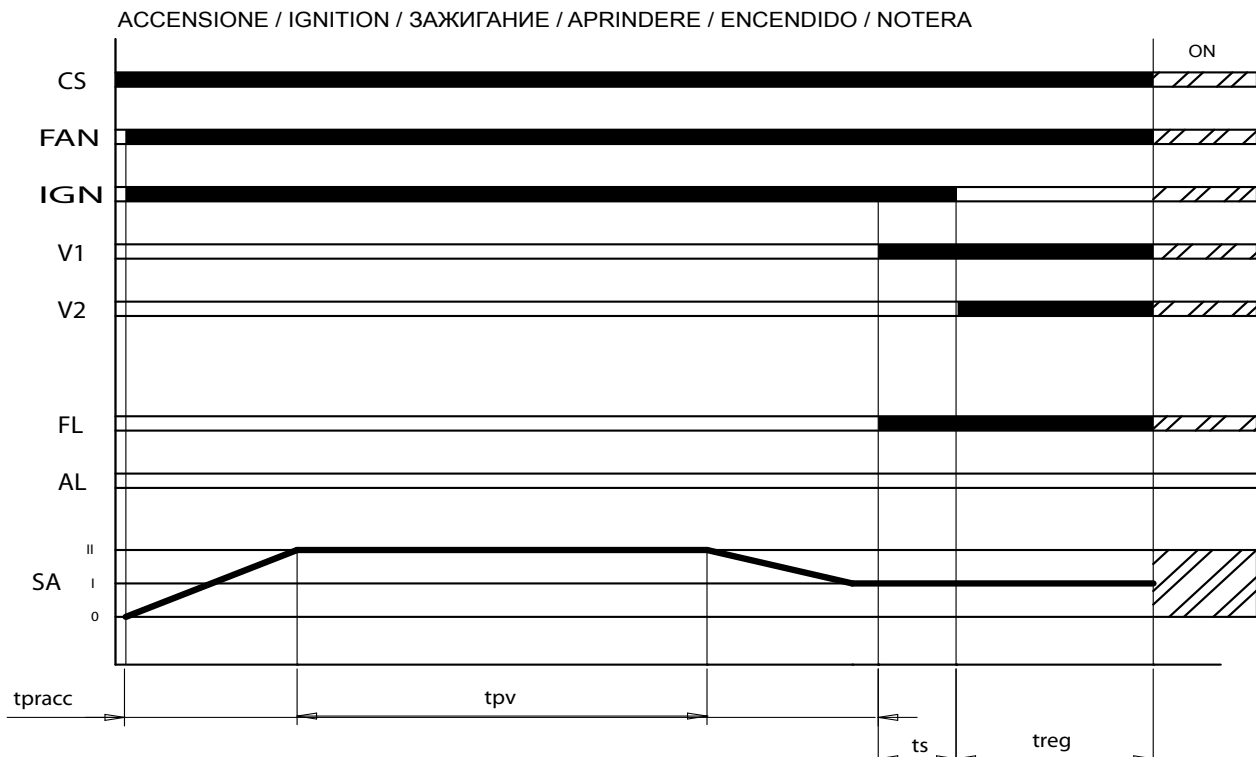 ACCENSIONE / IGNITION / ЗАЖИГАНИЕ / APRINDERE / ENCENDIDO / NOTERA
ON
CS
FAN
IGN
V1
V2
FL
AL
II
SA I
0
tpracc
tpv
ts
treg